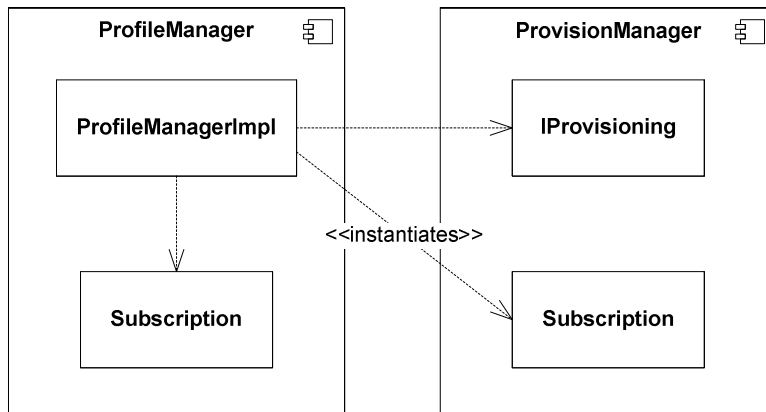 ProfileManager
ProvisionManager
ProfileManagerImpl
IProvisioning
<<instantiates>>
Subscription
Subscription